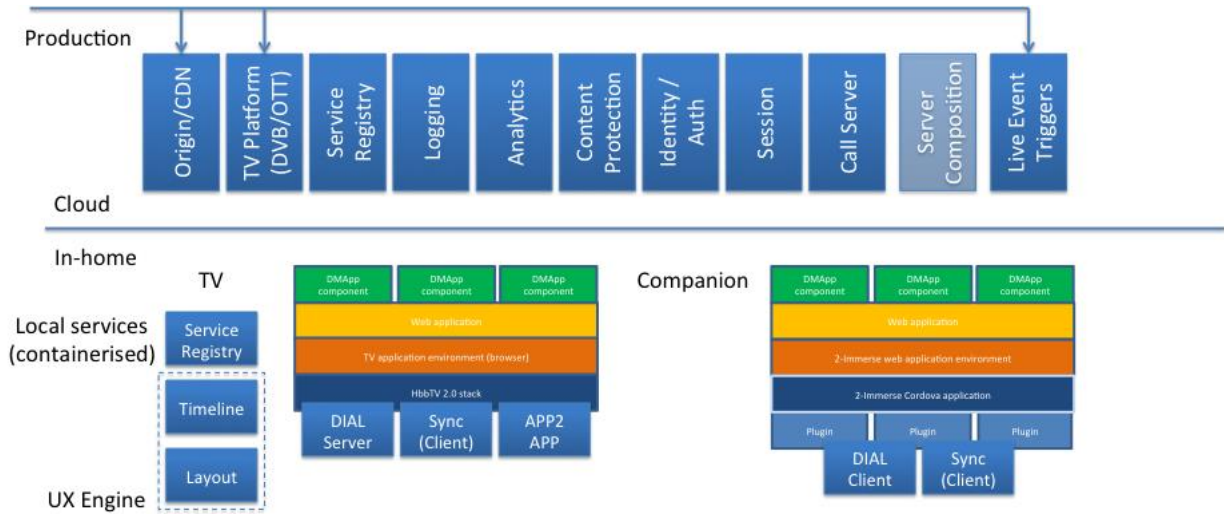 Production
Origin/CDN
TV Platform
(DVB/OTT)
Service
Registry
Logging
Analytics
Content
Protection
Identity /
Auth
Session
Call Server
Server
Composition
Live Event
Triggers
Cloud
In-home
TV
Local services
(containerised)
Service
Registry
Timeline
Layout
UX Engine
DMApp
component
DMApp
component
DMApp
component
Web application
TV application environment (browser)
HbbTV 2.0 stack
DIAL
Server
Sync
(Client)
APP2
APP
Companion
DMApp
component
DMApp
component
DMApp
component
Web application
2-Immerse web application environment
2-Immerse Cordova application
Plugin
Plugin
Plugin
DIAL
Client
Sync
(Client)